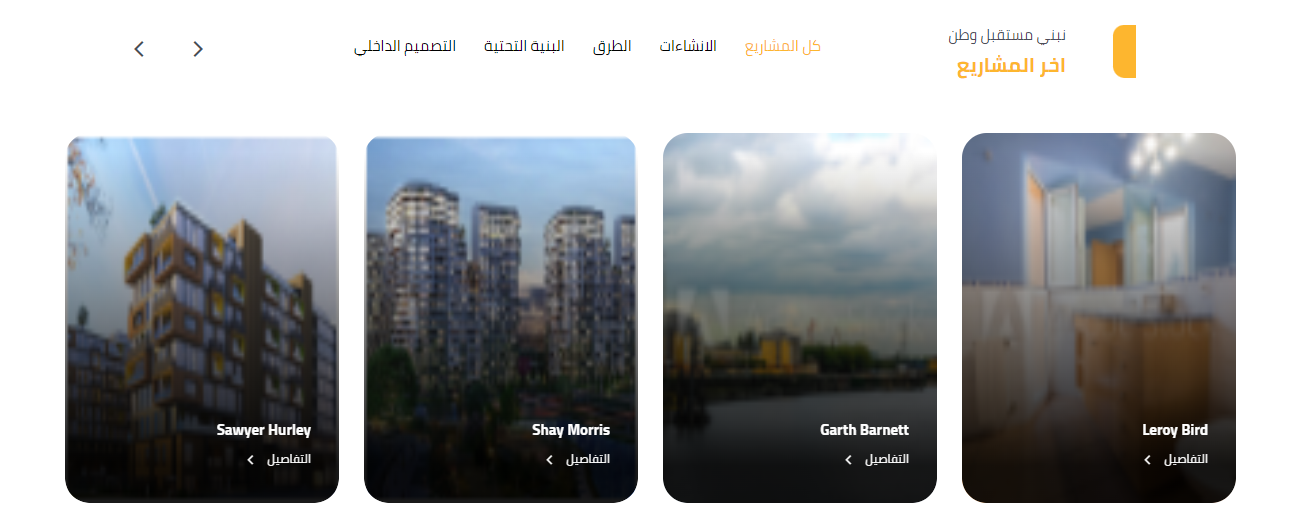 نبني مستقبل وطن
اخر المشاريع
كل المشاريع
الانشاءات
الطرق
البنية التحتية
التصميم الداخلي
Leroy Bird
التفاصيل
Garth Barnett
التفاصيل
Shay Morris
التفاصيل
Sawyer Hurley
التفاصيل